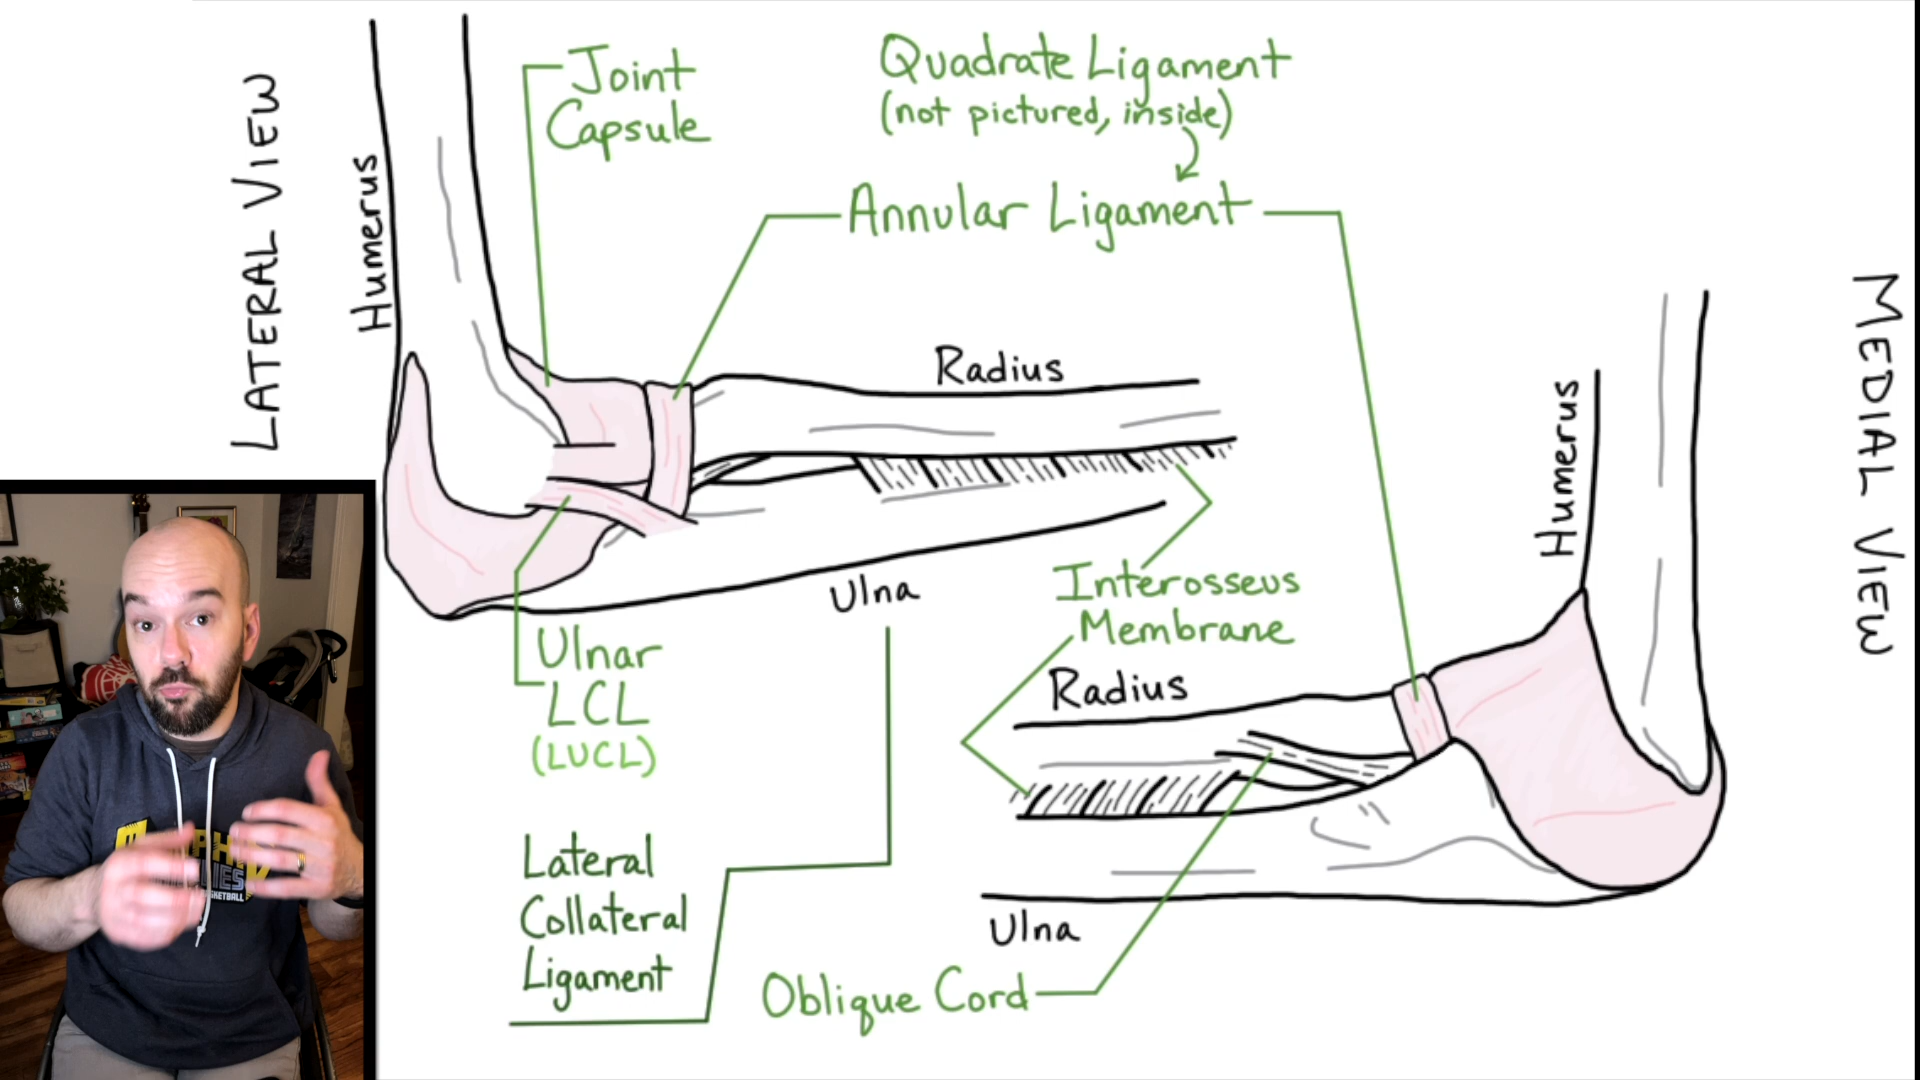 LATERAL VIEW
Humerus
Joint
Capsule
Quadrate Ligament
(not pictured, inside)
Annular Ligament
Radius
Ulna
Interosseus
Membrane
Ulnar
LCL
(LUCL)
Lateral
Collateral
Ligament
MEDIAL VIEW
Humerus
Radius
Ulna
Oblique Cord